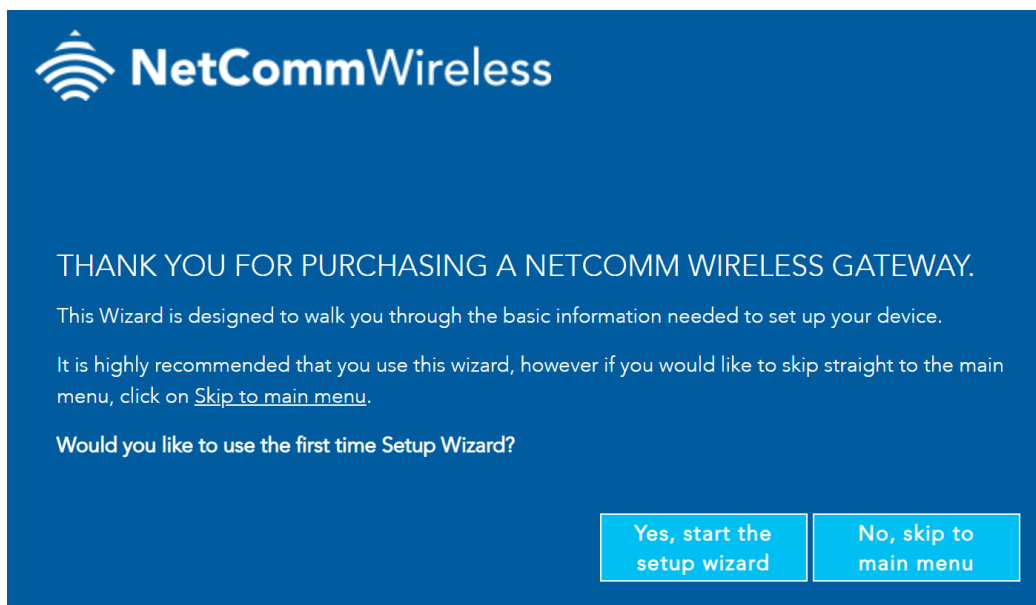 NetCommWireless
THANK YOU FOR PURCHASING A NETCOMM WIRELESS GATEWAY.
This Wizard is designed to walk you through the basic information needed to set up your device.
It is highly recommended that you use this wizard, however if you would like to skip straight to the main
menu, click on Skip to main menu.
Would you like to use the first time Setup Wizard?
Yes, start the
setup wizard
No, skip to
main menu